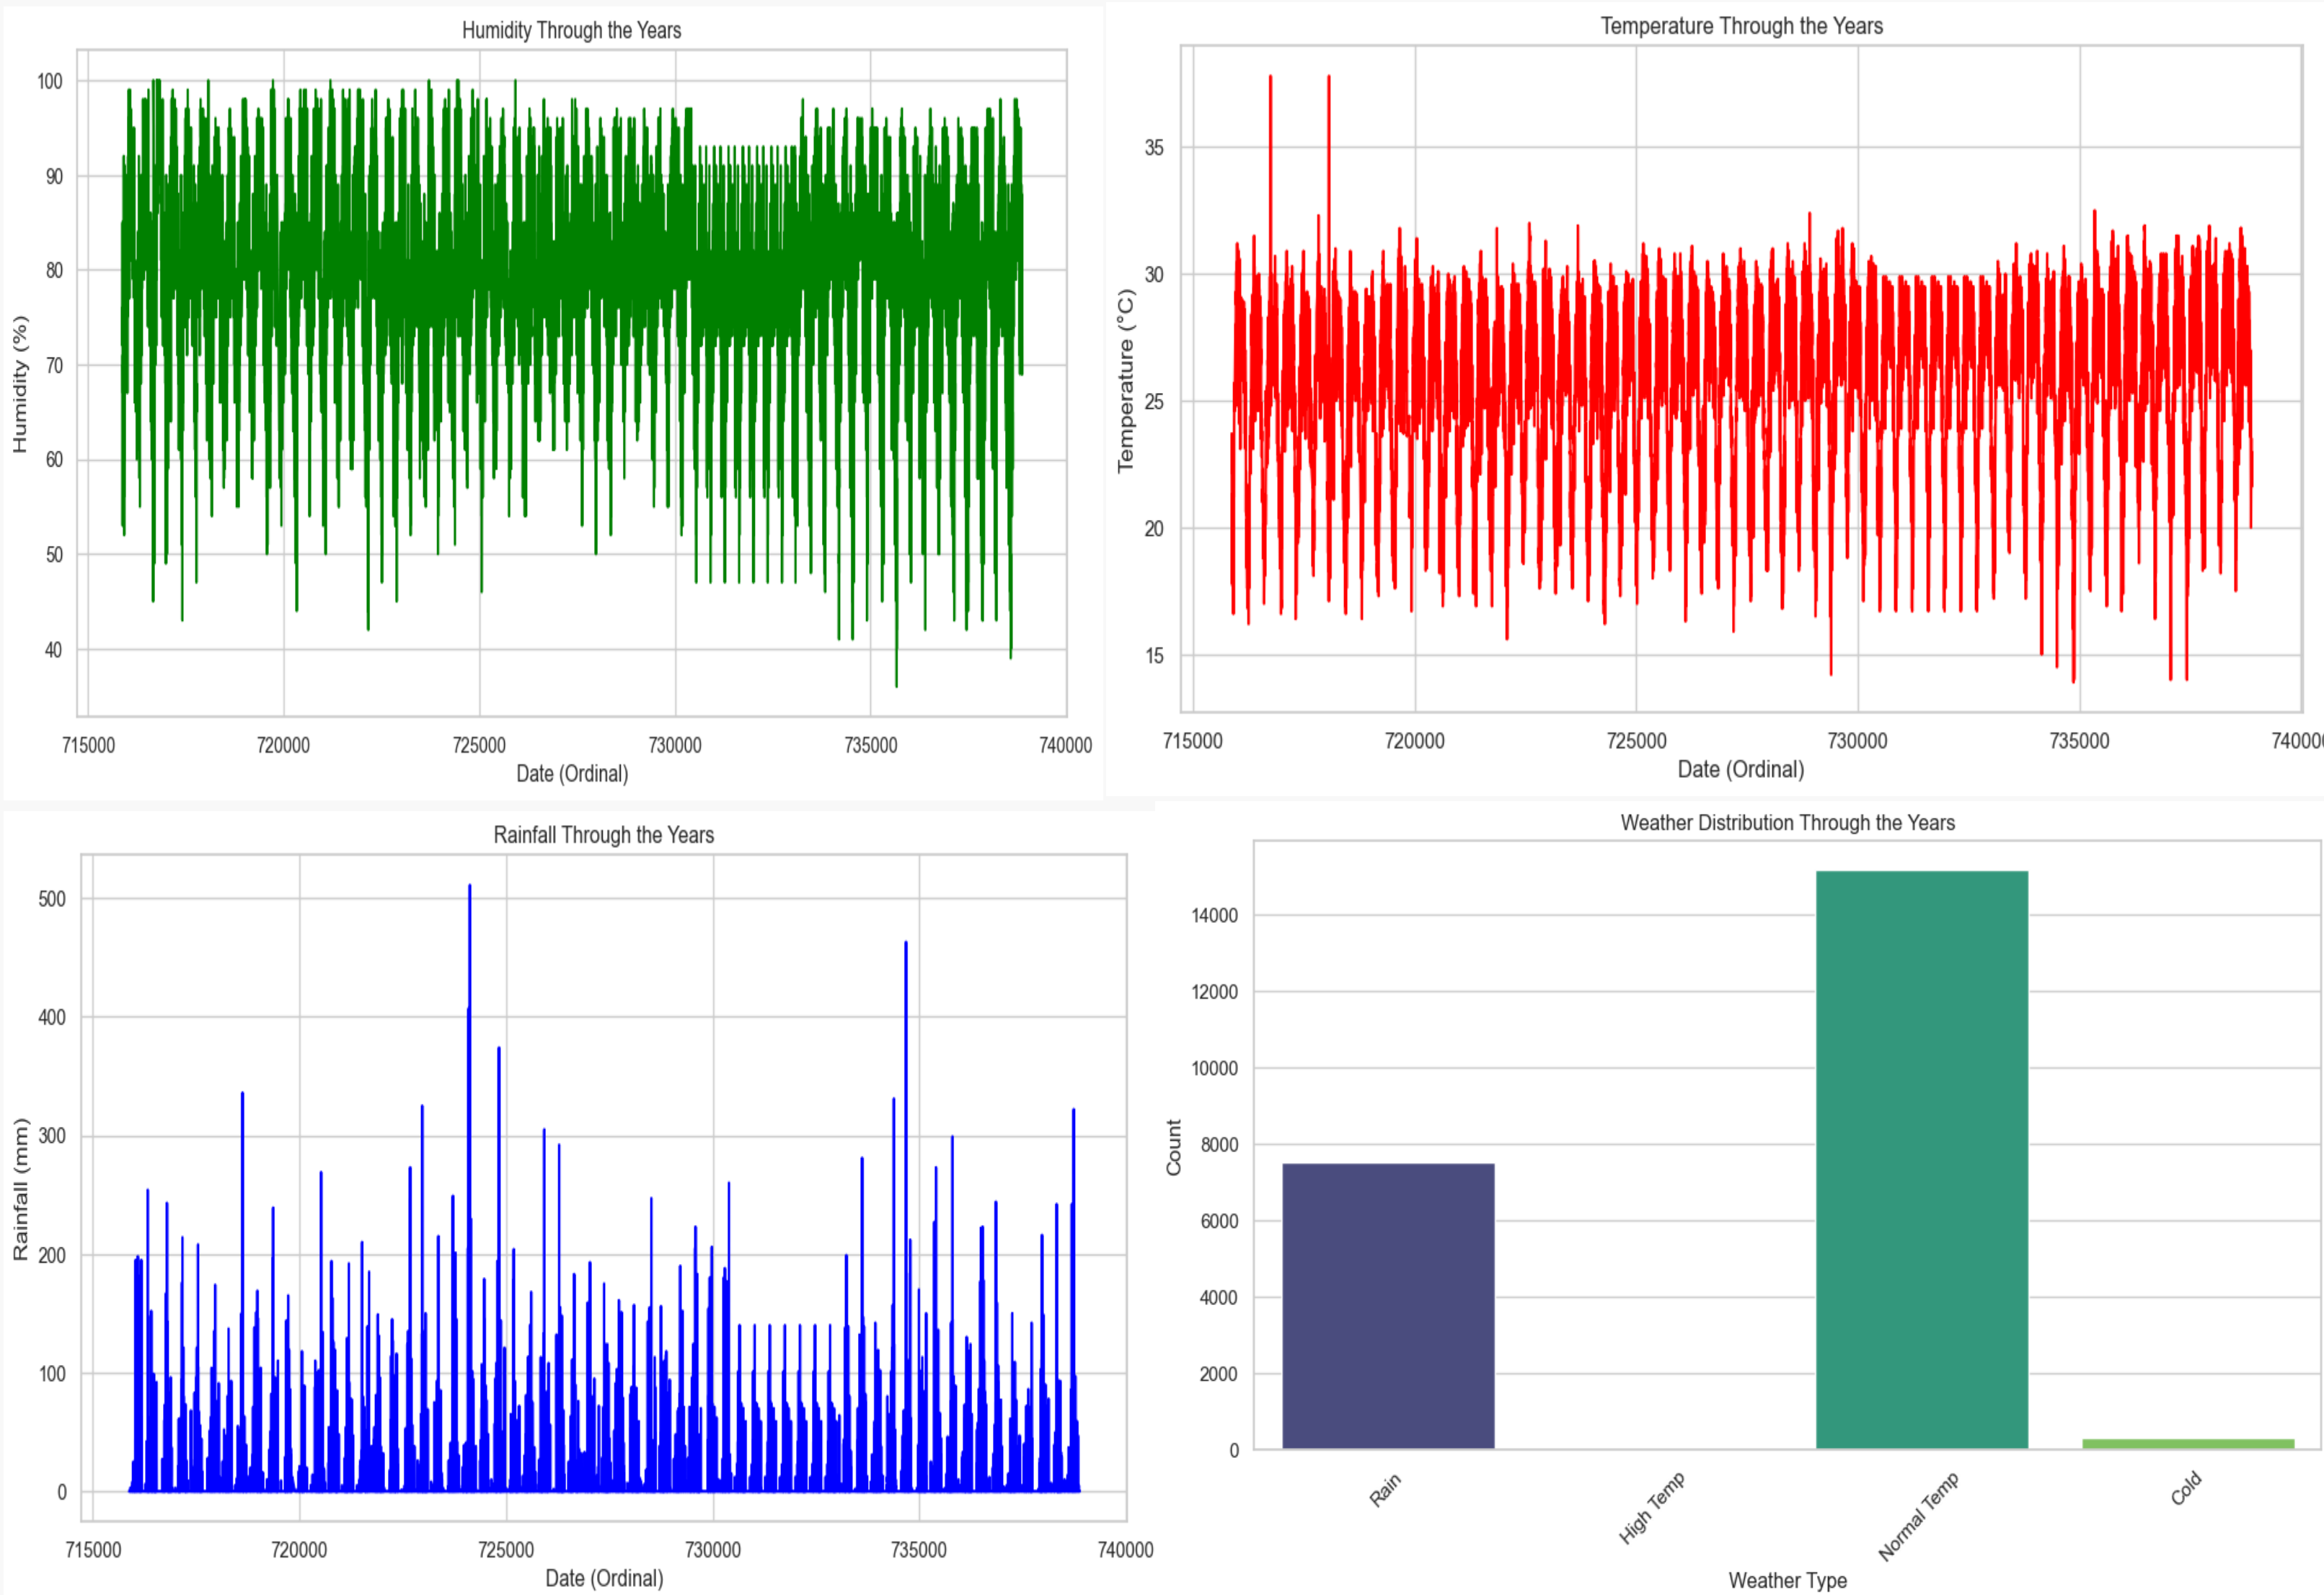 Humidity Through the Years
100
90
80
70
60
50
40
Humidity (%)
715000 720000 725000 730000 735000 740000
Date (Ordinal)
Temperature Through the Years
35
30
25
20
15
Temperature (°C)
715000 720000 725000 730000 735000 74000
Date (Ordinal)
Rainfall Through the Years
500
400
300
200
100
0
Rainfall (mm)
715000 720000 725000 730000 735000 740000
Date (Ordinal)
Weather Distribution Through the Years
14000
12000
10000
8000
6000
4000
2000
0
Count
Rain High Temp Normal Temp Cold
Weather Type